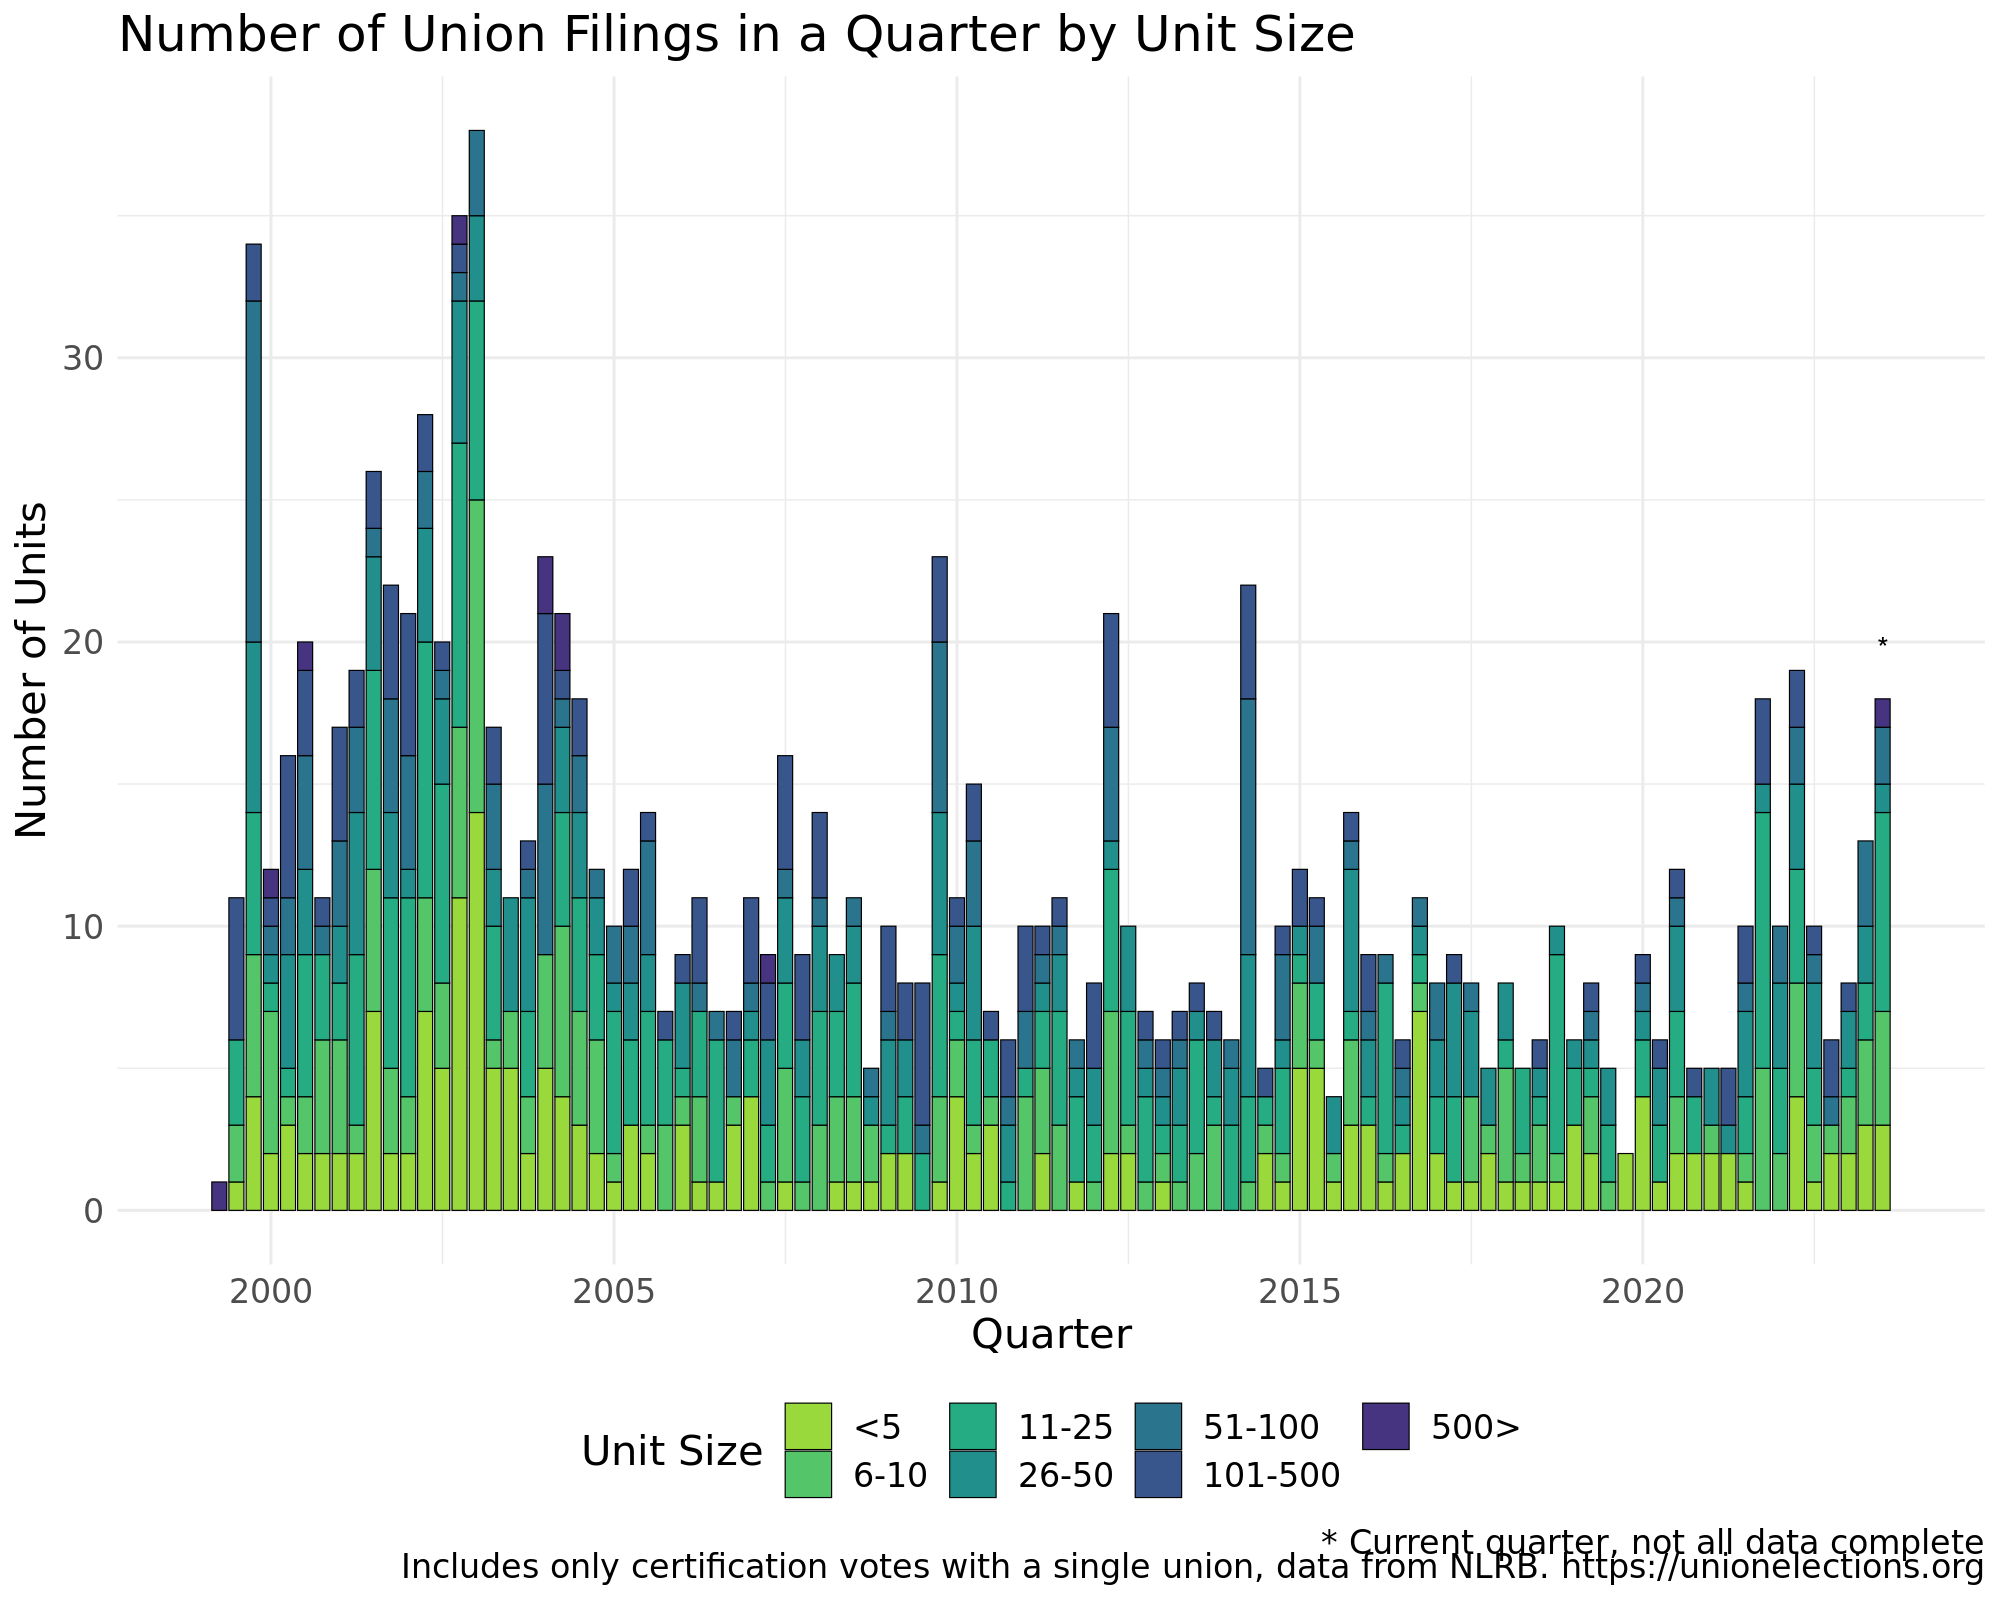 Number of Union Filings in a Quarter by Unit Size
Number of Units
30
20
10
0
*
2000 2005 2010 2015 2020
Quarter
Unit Size
<5 11-25 51-100 500>
6-10 26-50 101-500
* Current quarter, not all data complete
Includes only certification votes with a single union, data from NLRB. https://unionelections.org